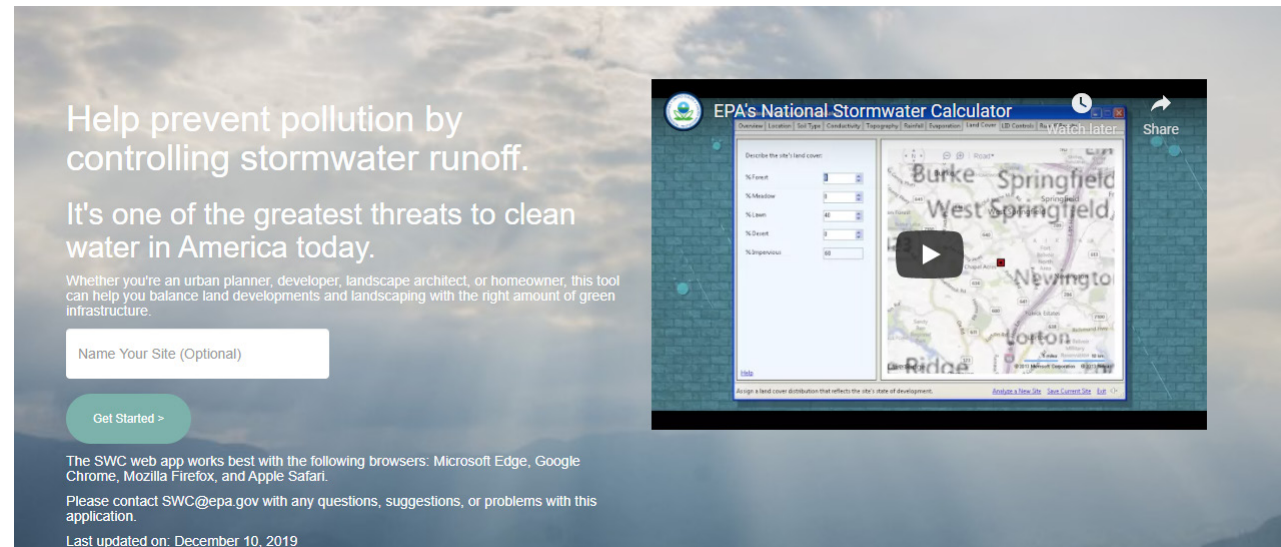 Help prevent pollution by
controlling stormwater runoff.
It's one of the greatest threats to clean
water in America today.
Whether you're an urban planner, developer, landscape architect, or homeowner, this tool
can help you balance land developments and landscaping with the right amount of green
infrastructure.
Name Your Site (Optional)
Get Started >
The SWC web app works best with the following browsers: Microsoft Edge, Google
Chrome, Mozilla Firefox, and Apple Safari.
Please contact SWC@epa.gov with any questions, suggestions, or problems with this
application.
Last updated on: December 10, 2019
EPA's National Stormwater Calculator
Watch later
Share
Overview Location Soil Type Conductivity Topography Rainfall Evaporation Land Cover LID Controls
Describe the site's land cover:
% Forest
% Meadow
% Lawn 40
% Desert
% Impervious 60
Help
Road
Burke Springfield
Springfield
West Springfield,
Newington
Lorton
Ridge
Assign a land cover distribution that reflects the site's state of development.
Analyze a New Site Save Current Site Exit